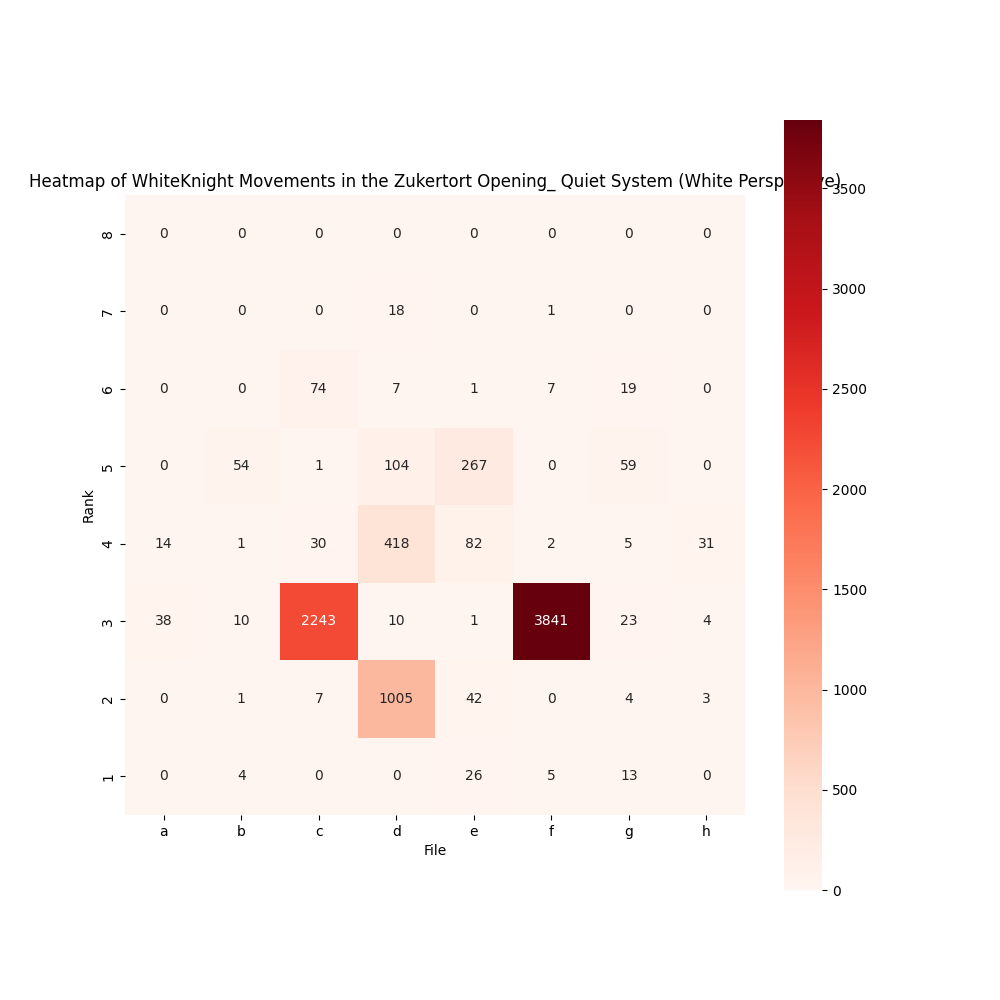 Heatmap of WhiteKnight Movements in the Zukertort Opening_ Quiet System (White Persp ve)
3500
3000
2500
2000
1500
1000
500
0
Rank
8 0 0 0 0 0 0 0 0
7 0 0 0 18 0 1 0 0
6 0 0 74 7 1 7 19 0
5 0 54 1 104 267 0 59 0
4 14 1 30 418 82 2 5 31
3 38 10 2243 10 1 3841 23 4
2 0 1 7 1005 42 0 4 3
1 0 4 0 0 26 5 13 0
a b c d e f g h
File